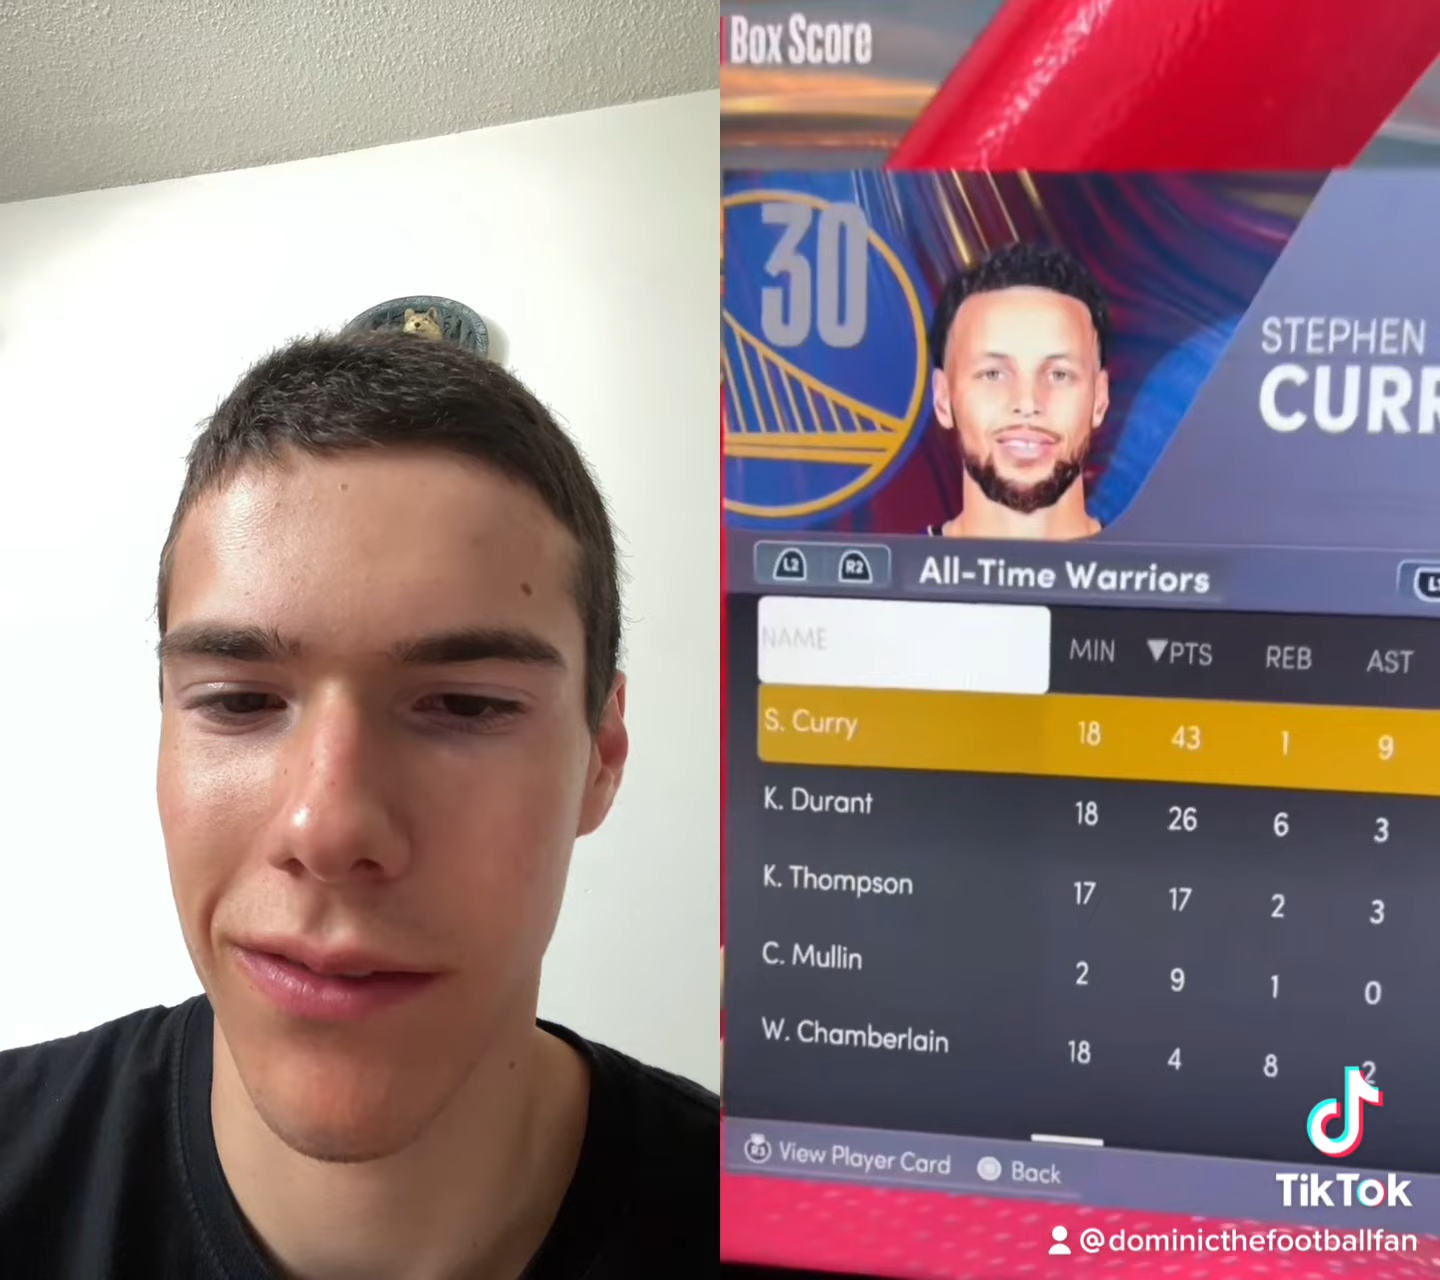 Box Score
30
STEPHEN
CURR
L2 R2 All-Time Warriors L
NAME MIN ▼PTS REB AST
S. Curry 18 43 1 9
K. Durant 18 26 6 3
K. Thompson 17 17 2 3
C. Mullin 2 9 1 0
W. Chamberlain 18 4 8 2
R3 View Player Card Back
TikTok
@dominicthefootballfan